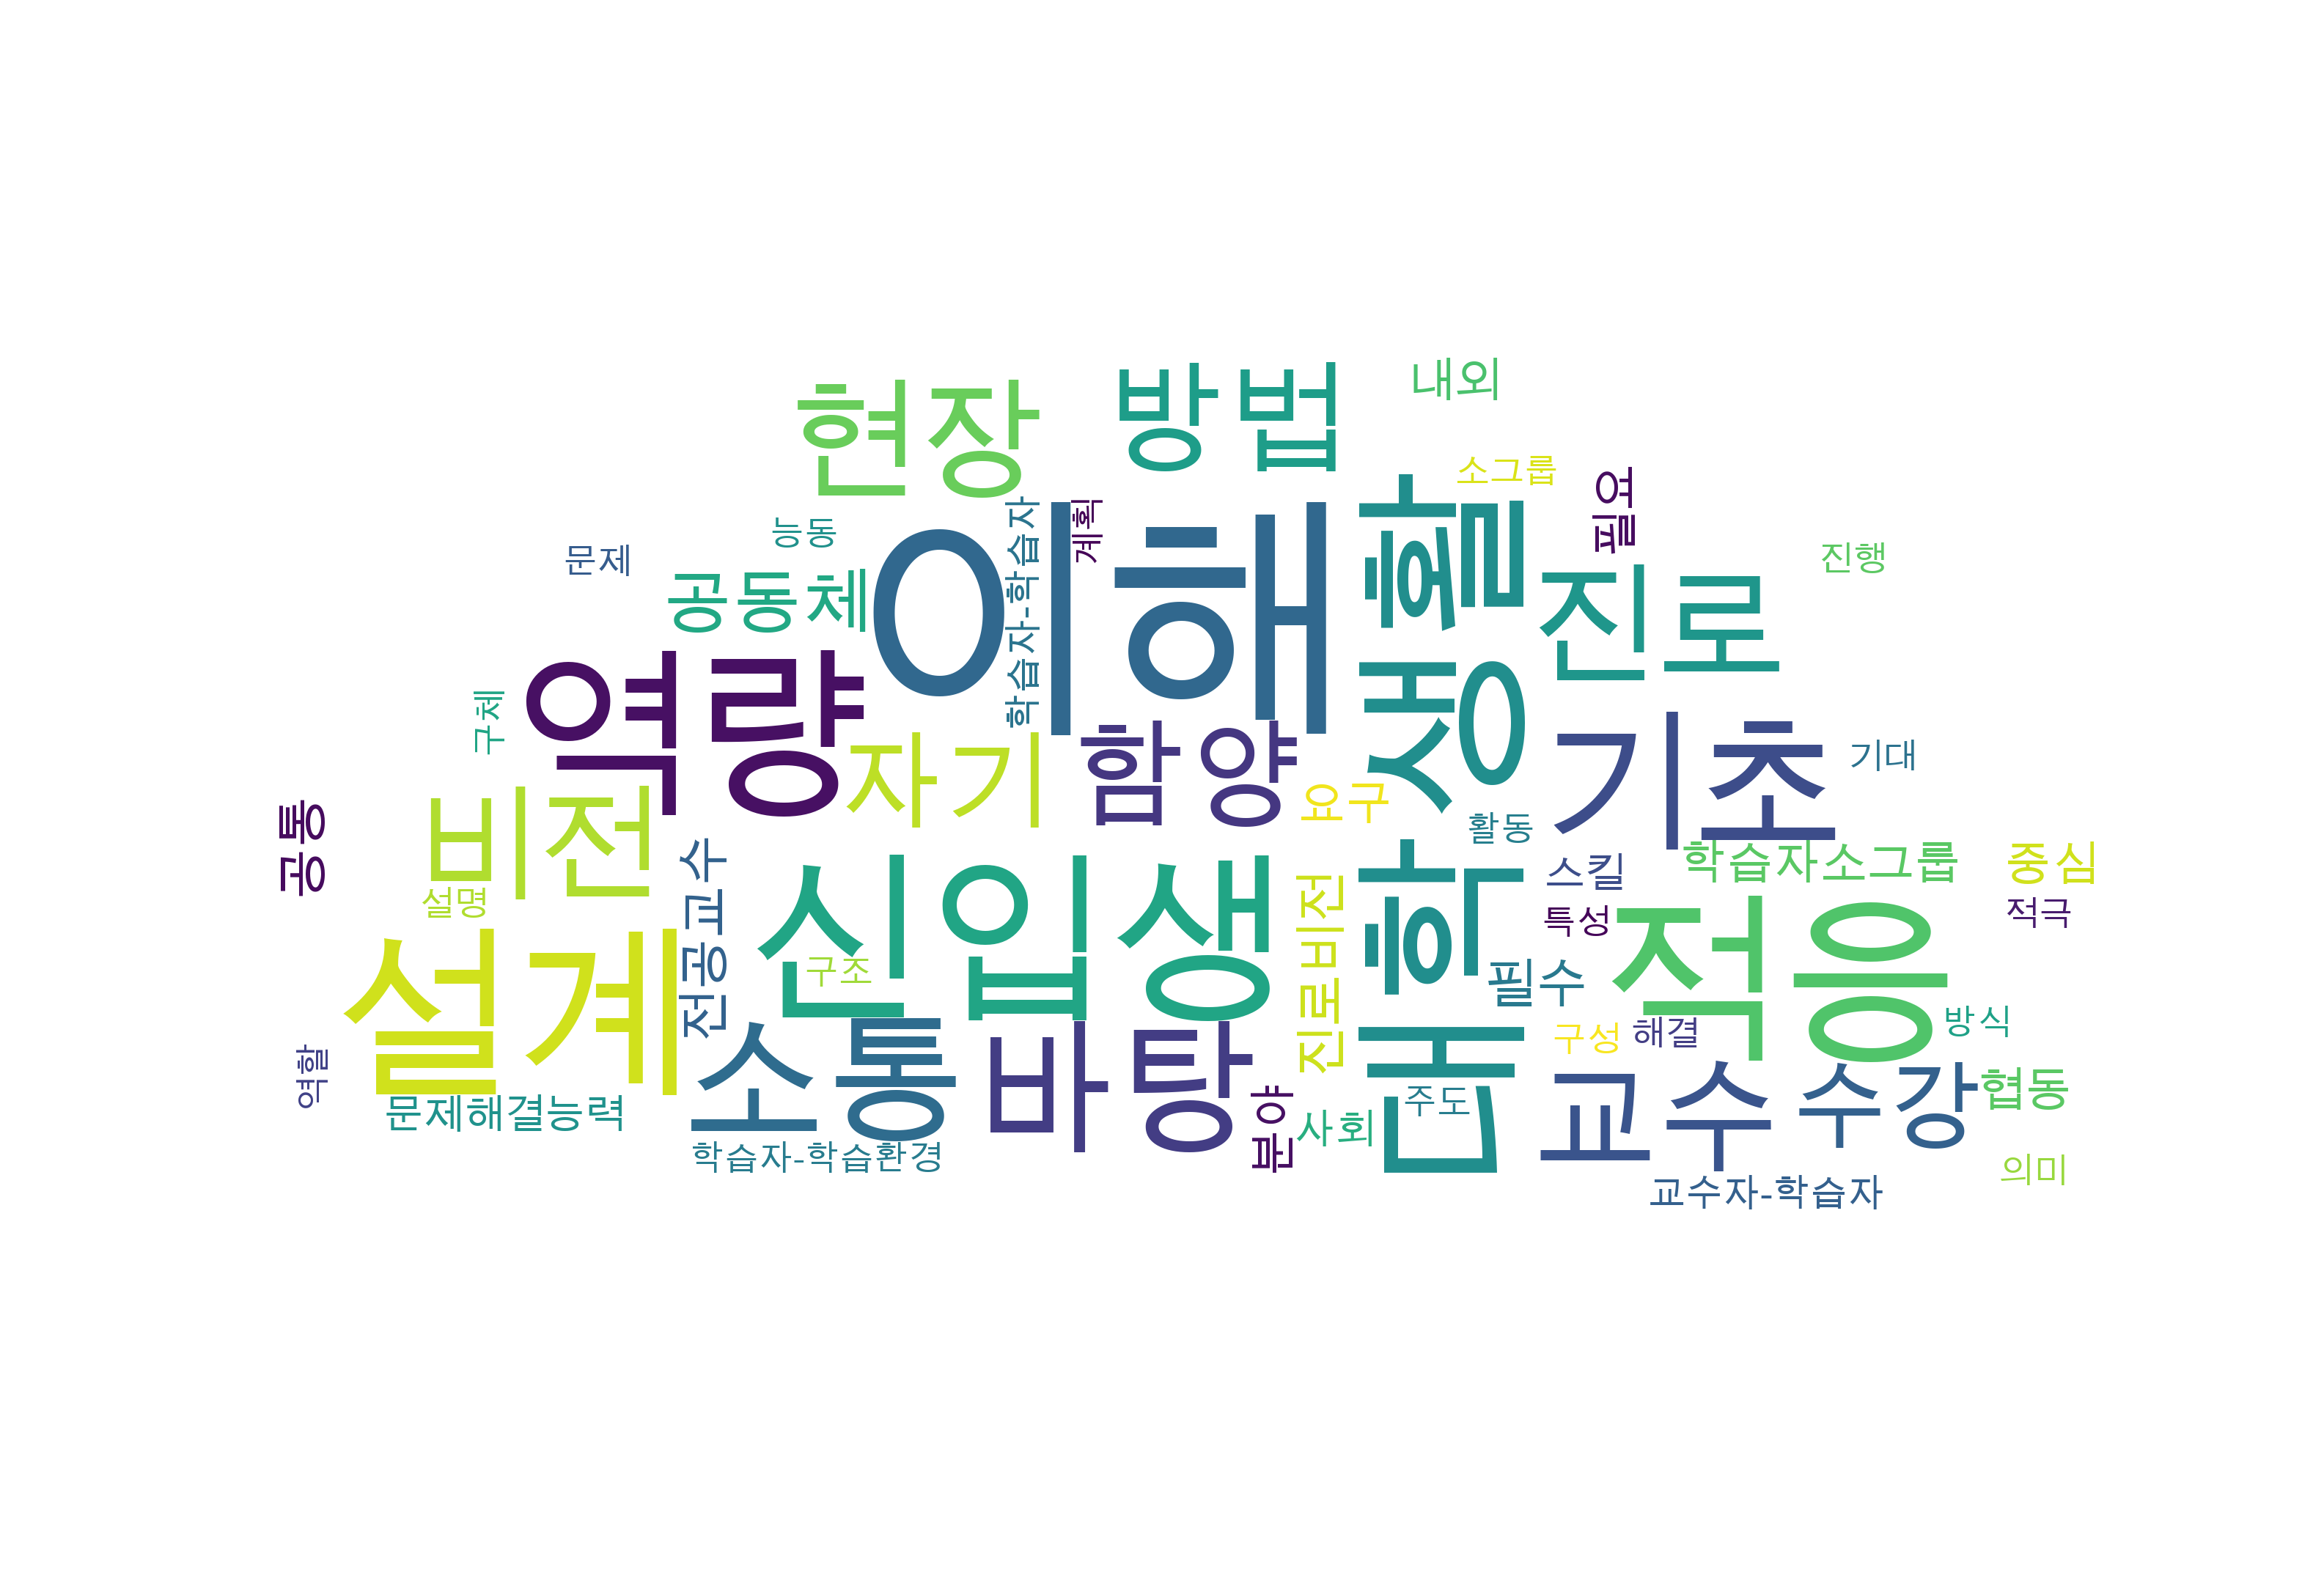 현장
방법
내외
소그룹
필요
계획
능동
문제
진행
공동체
이해
학습자-학습자
대학생활
진로
역량
구체
자기
함양
기초
기대
요구
비전
공동
활동
학습자소그룹
중심
스킬
설명
전공교수
신입생
진로비전
특성
적응
적극
구조
필수
설계
구성
해결
방식
역할
소통
바탕
주도
교수
수강
협동
문제해결능력
분야
사회
학습자-학습환경
의미
교수자-학습자